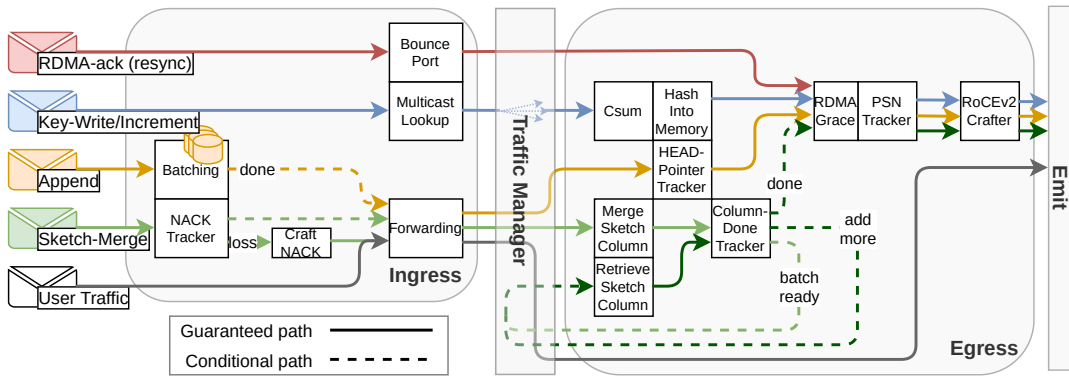 RDMA-ack (resync)
Key-Write/Increment
Append
Sketch-Merge
User Traffic
Batching
done
NACK
Tracker
loss
Craft
NACK
Bounce
Port
Multicast
Lookup
Forwarding
Ingress
Traffic Manager
Csum
Hash
Into
Memory
HEAD-
Pointer
Tracker
Merge
Sketch
Column
Retrieve
Sketch
Column
Column-
Done
Tracker
done
add
more
batch
ready
RDMA
Grace
PSN
Tracker
RoCEv2
Crafter
Egress
Emit
Guaranteed path
Conditional path